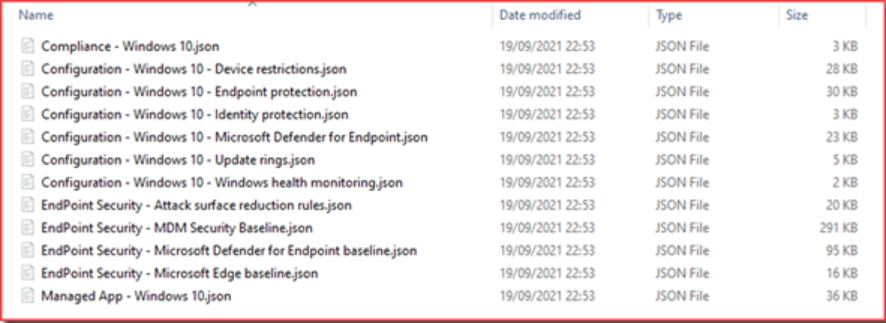 Name Date modified Type Size
Compliance - Windows 10.json 19/09/2021 22:53 JSON File 3 KB
Configuration - Windows 10 - Device restrictions.json 19/09/2021 22:53 JSON File 28 KB
Configuration - Windows 10 - Endpoint protection.json 19/09/2021 22:53 JSON File 30 KB
Configuration - Windows 10 - Identity protection.json 19/09/2021 22:53 JSON File 3 KB
Configuration - Windows 10 - Microsoft Defender for Endpoint.json 19/09/2021 22:53 JSON File 23 KB
Configuration - Windows 10 - Update rings.json 19/09/2021 22:53 JSON File 5 KB
Configuration - Windows 10 - Windows health monitoring.json 19/09/2021 22:53 JSON File 2 KB
EndPoint Security - Attack surface reduction rules.json 19/09/2021 22:53 JSON File 20 KB
EndPoint Security - MDM Security Baseline.json 19/09/2021 22:53 JSON File 291 KB
EndPoint Security - Microsoft Defender for Endpoint baseline.json 19/09/2021 22:53 JSON File 95 KB
EndPoint Security - Microsoft Edge baseline.json 19/09/2021 22:53 JSON File 16 KB
Managed App - Windows 10.json 19/09/2021 22:53 JSON File 36 KB